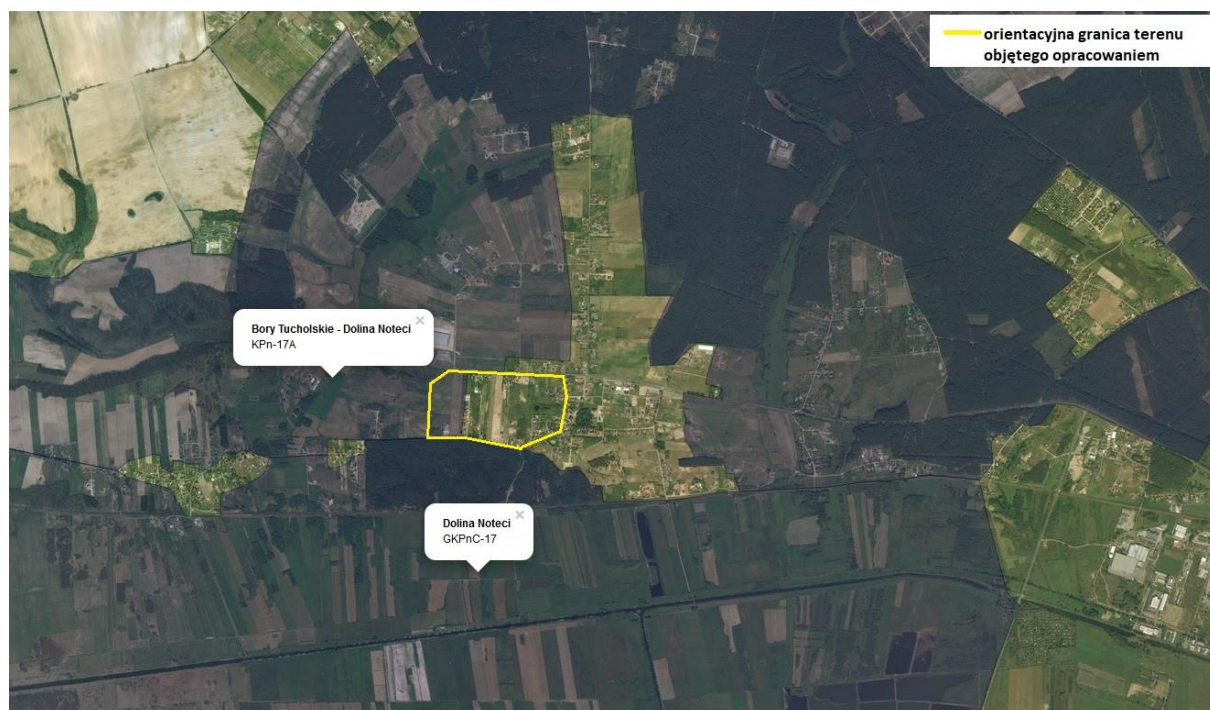 orientacyjna granica terenu
objętego opracowaniem
Bory Tucholskie - Dolina Noteci
KPn-17A
Dolina Noteci
GKPnC-17